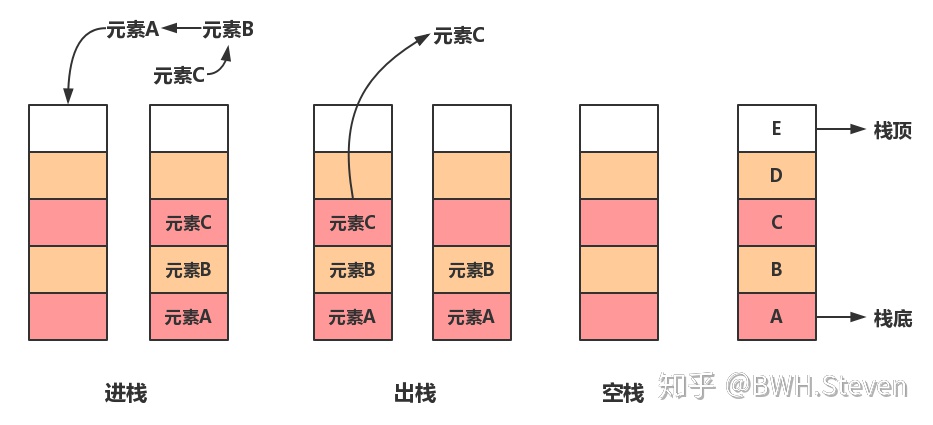 元素A
元素B
元素C
元素C
元素C
元素B
元素A
元素C
元素B
元素A
元素B
元素A
E
D
C
B
A
栈顶
栈底
进栈
出栈
空栈
知乎 @BWH.Steven